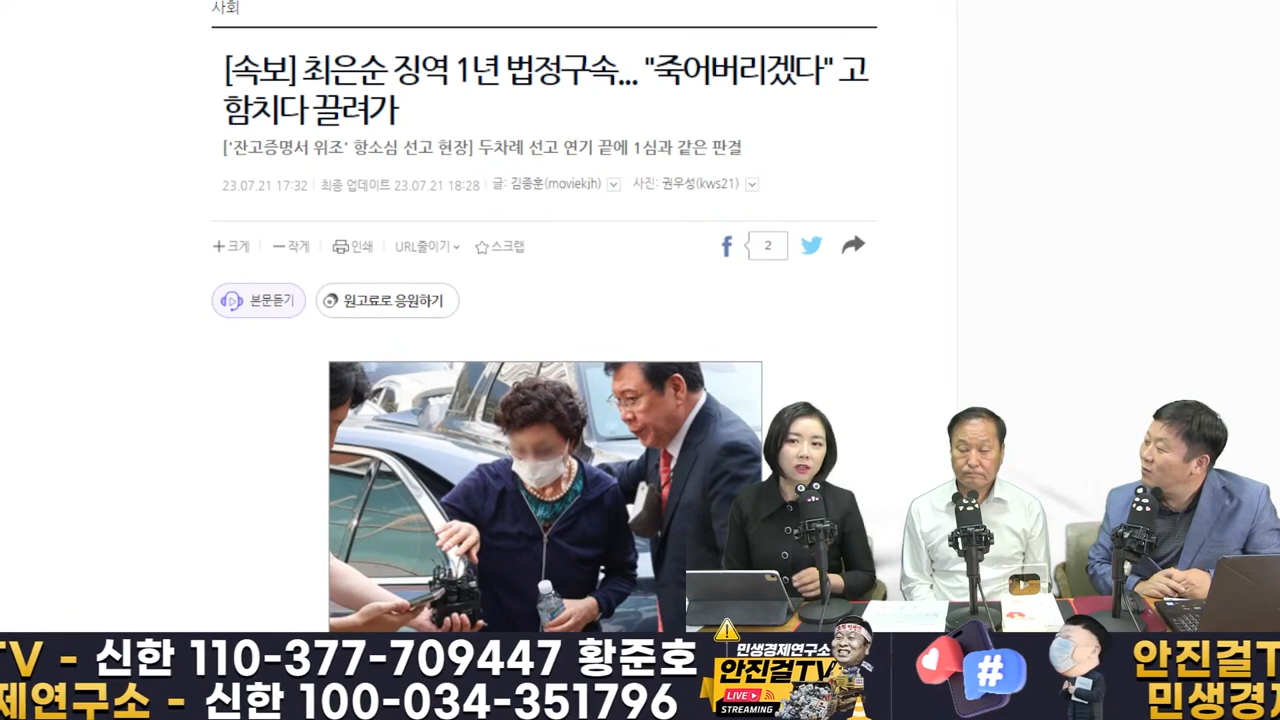 사회
[속보] 최은순 징역 1년 법정구속... "죽어버리겠다" 고
함치다 끌려가
['잔고증명서 위조' 항소심 선고 현장] 두차례 선고 연기 끝에 1심과 같은 판결
23.07.21 17:32 최종 업데이트 23.07.21 18:28 글: 김종훈(moviekjh) 사진: 권우성(kws21)
크게 작게 인쇄 URL줄이기 스크랩
2
본문듣기 원고료로 응원하기
TV - 신한 110-377-709447 황준호
제연구소 - 신한 100-034-351796
민생경제연구소
안진걸TV
LIVE
STREAMING
#
안진걸T
민생경제